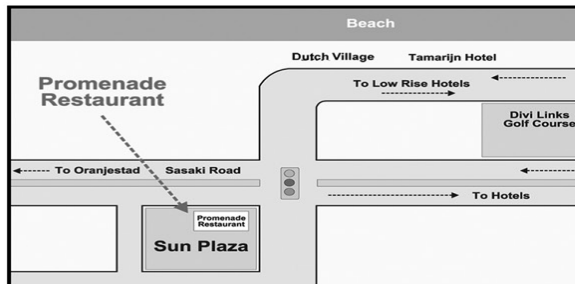 Beach
Dutch Village
Tamarijn Hotel
Promenade
Restaurant
To Low Rise Hotels
Divi Links
Golf Course
To Oranjestad
Sasaki Road
To Hotels
Promenade
Restaurant
Sun Plaza